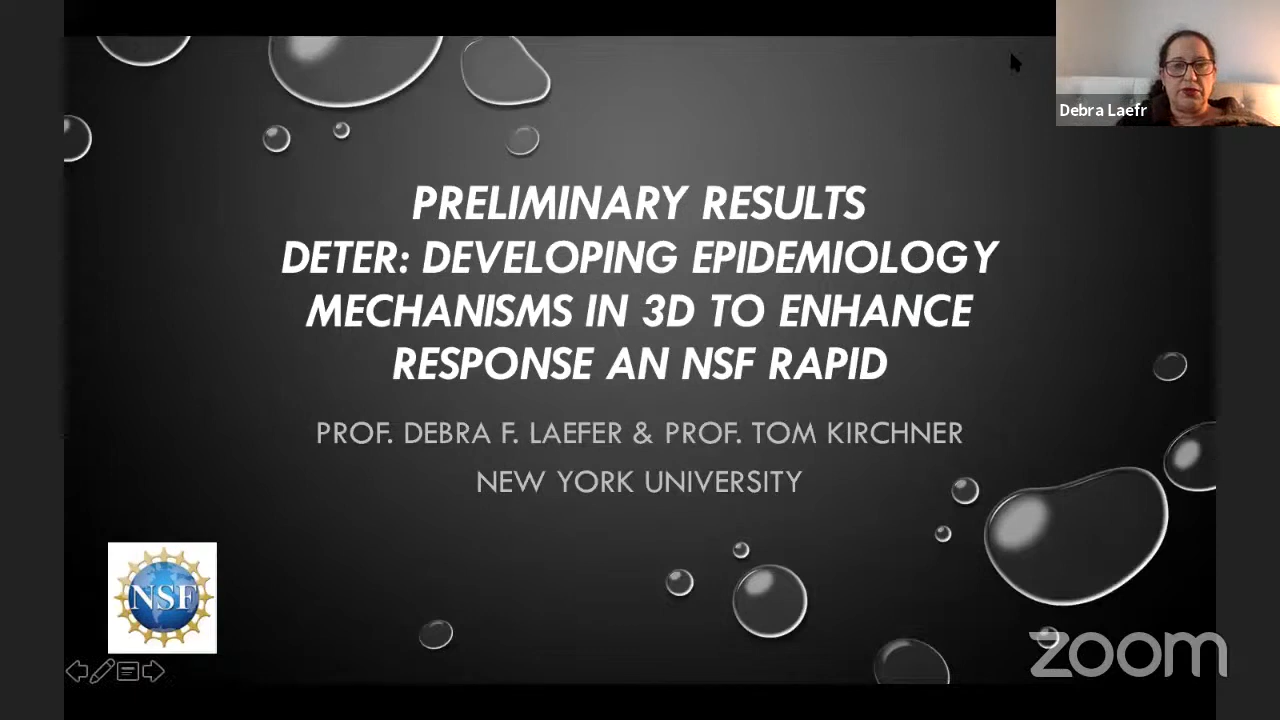 Debra Laefr
PRELIMINARY RESULTS
DETER: DEVELOPING EPIDEMIOLOGY
MECHANISMS IN 3D TO ENHANCE
RESPONSE AN NSF RAPID
PROF. DEBRA F. LAEFER & PROF. TOM KIRCHNER
NEW YORK UNIVERSITY
NSF
zoom